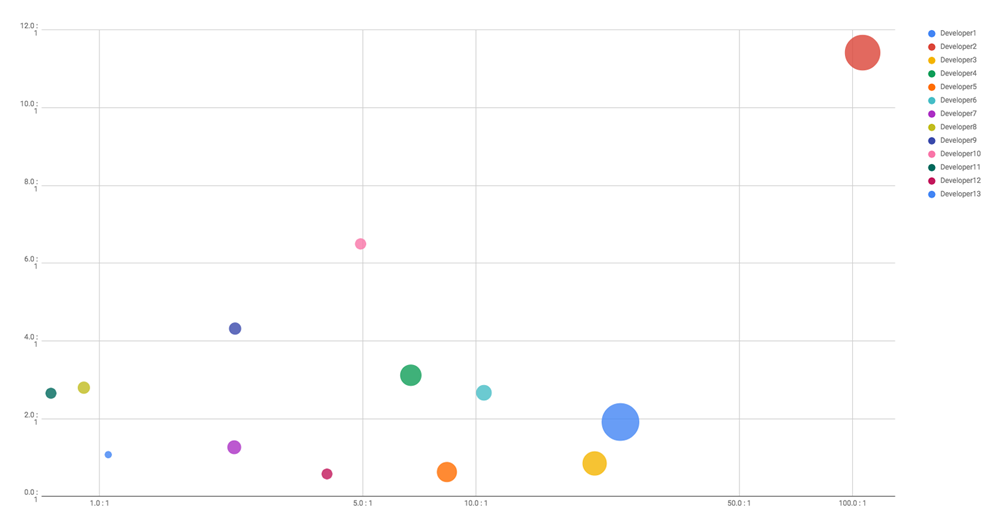 12.0 :
1
10.0 :
1
8.0 :
1
6.0 :
1
4.0 :
1
2.0 :
1
0.0 :
1
1.0 : 1
5.0 : 1
10.0 : 1
50.0 : 1
100.0 : 1
Developer1
Developer2
Developer3
Developer4
Developer5
Developer6
Developer7
Developer8
Developer9
Developer10
Developer11
Developer12
Developer13